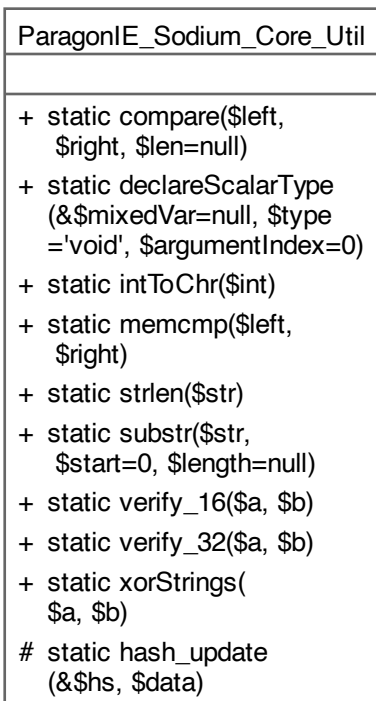 ParagonIE_Sodium_Core_Util
+ static compare($left,
$right, $len=null)
+ static declareScalarType
(&$mixedVar=null, $type
='void', $argumentIndex=0)
+ static intToChr($int)
+ static memcmp($left,
$right)
+ static strlen($str)
+ static substr($str,
$start=0, $length=null)
+ static verify_16($a, $b)
+ static verify_32($a, $b)
+ static xorStrings(
$a, $b)
# static hash_update
(&$hs, $data)